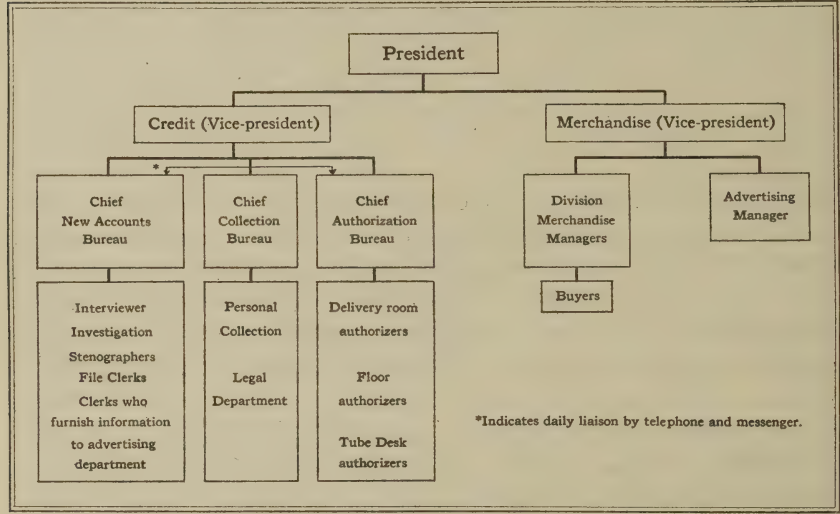 President
Credit (Vice-president)
Merchandise (Vice-president)
*
Chief
New Accounts
Bureau
Chief
Collection
Bureau
Chief
Authorization
Bureau
Division
Merchandise
Managers
Advertising
Manager
Interviewer
Investigation
Stenographers
File Clerks
Clerks who
furnish information
to advertising
department
Personal
Collection
Legal
Department
Delivery room
authorizers
Floor
authorizers
Tube Desk
authorizers
Buyers
*Indicates daily liaison by telephone and messenger.